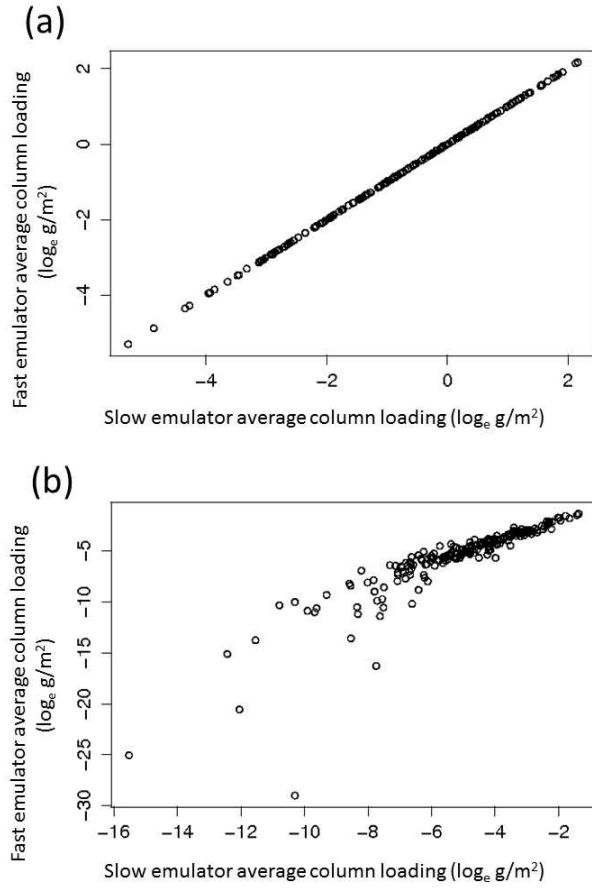 (a)
Fast emulator average column loading
(logₑ g/m²)
2
0
−2
−4
−4
−2
0
2
Slow emulator average column loading (logₑ g/m²)
(b)
Fast emulator average column loading
(logₑ g/m²)
−5
−10
−15
−20
−25
−30
−16
−14
−12
−10
−8
−6
−4
−2
Slow emulator average column loading (logₑ g/m²)